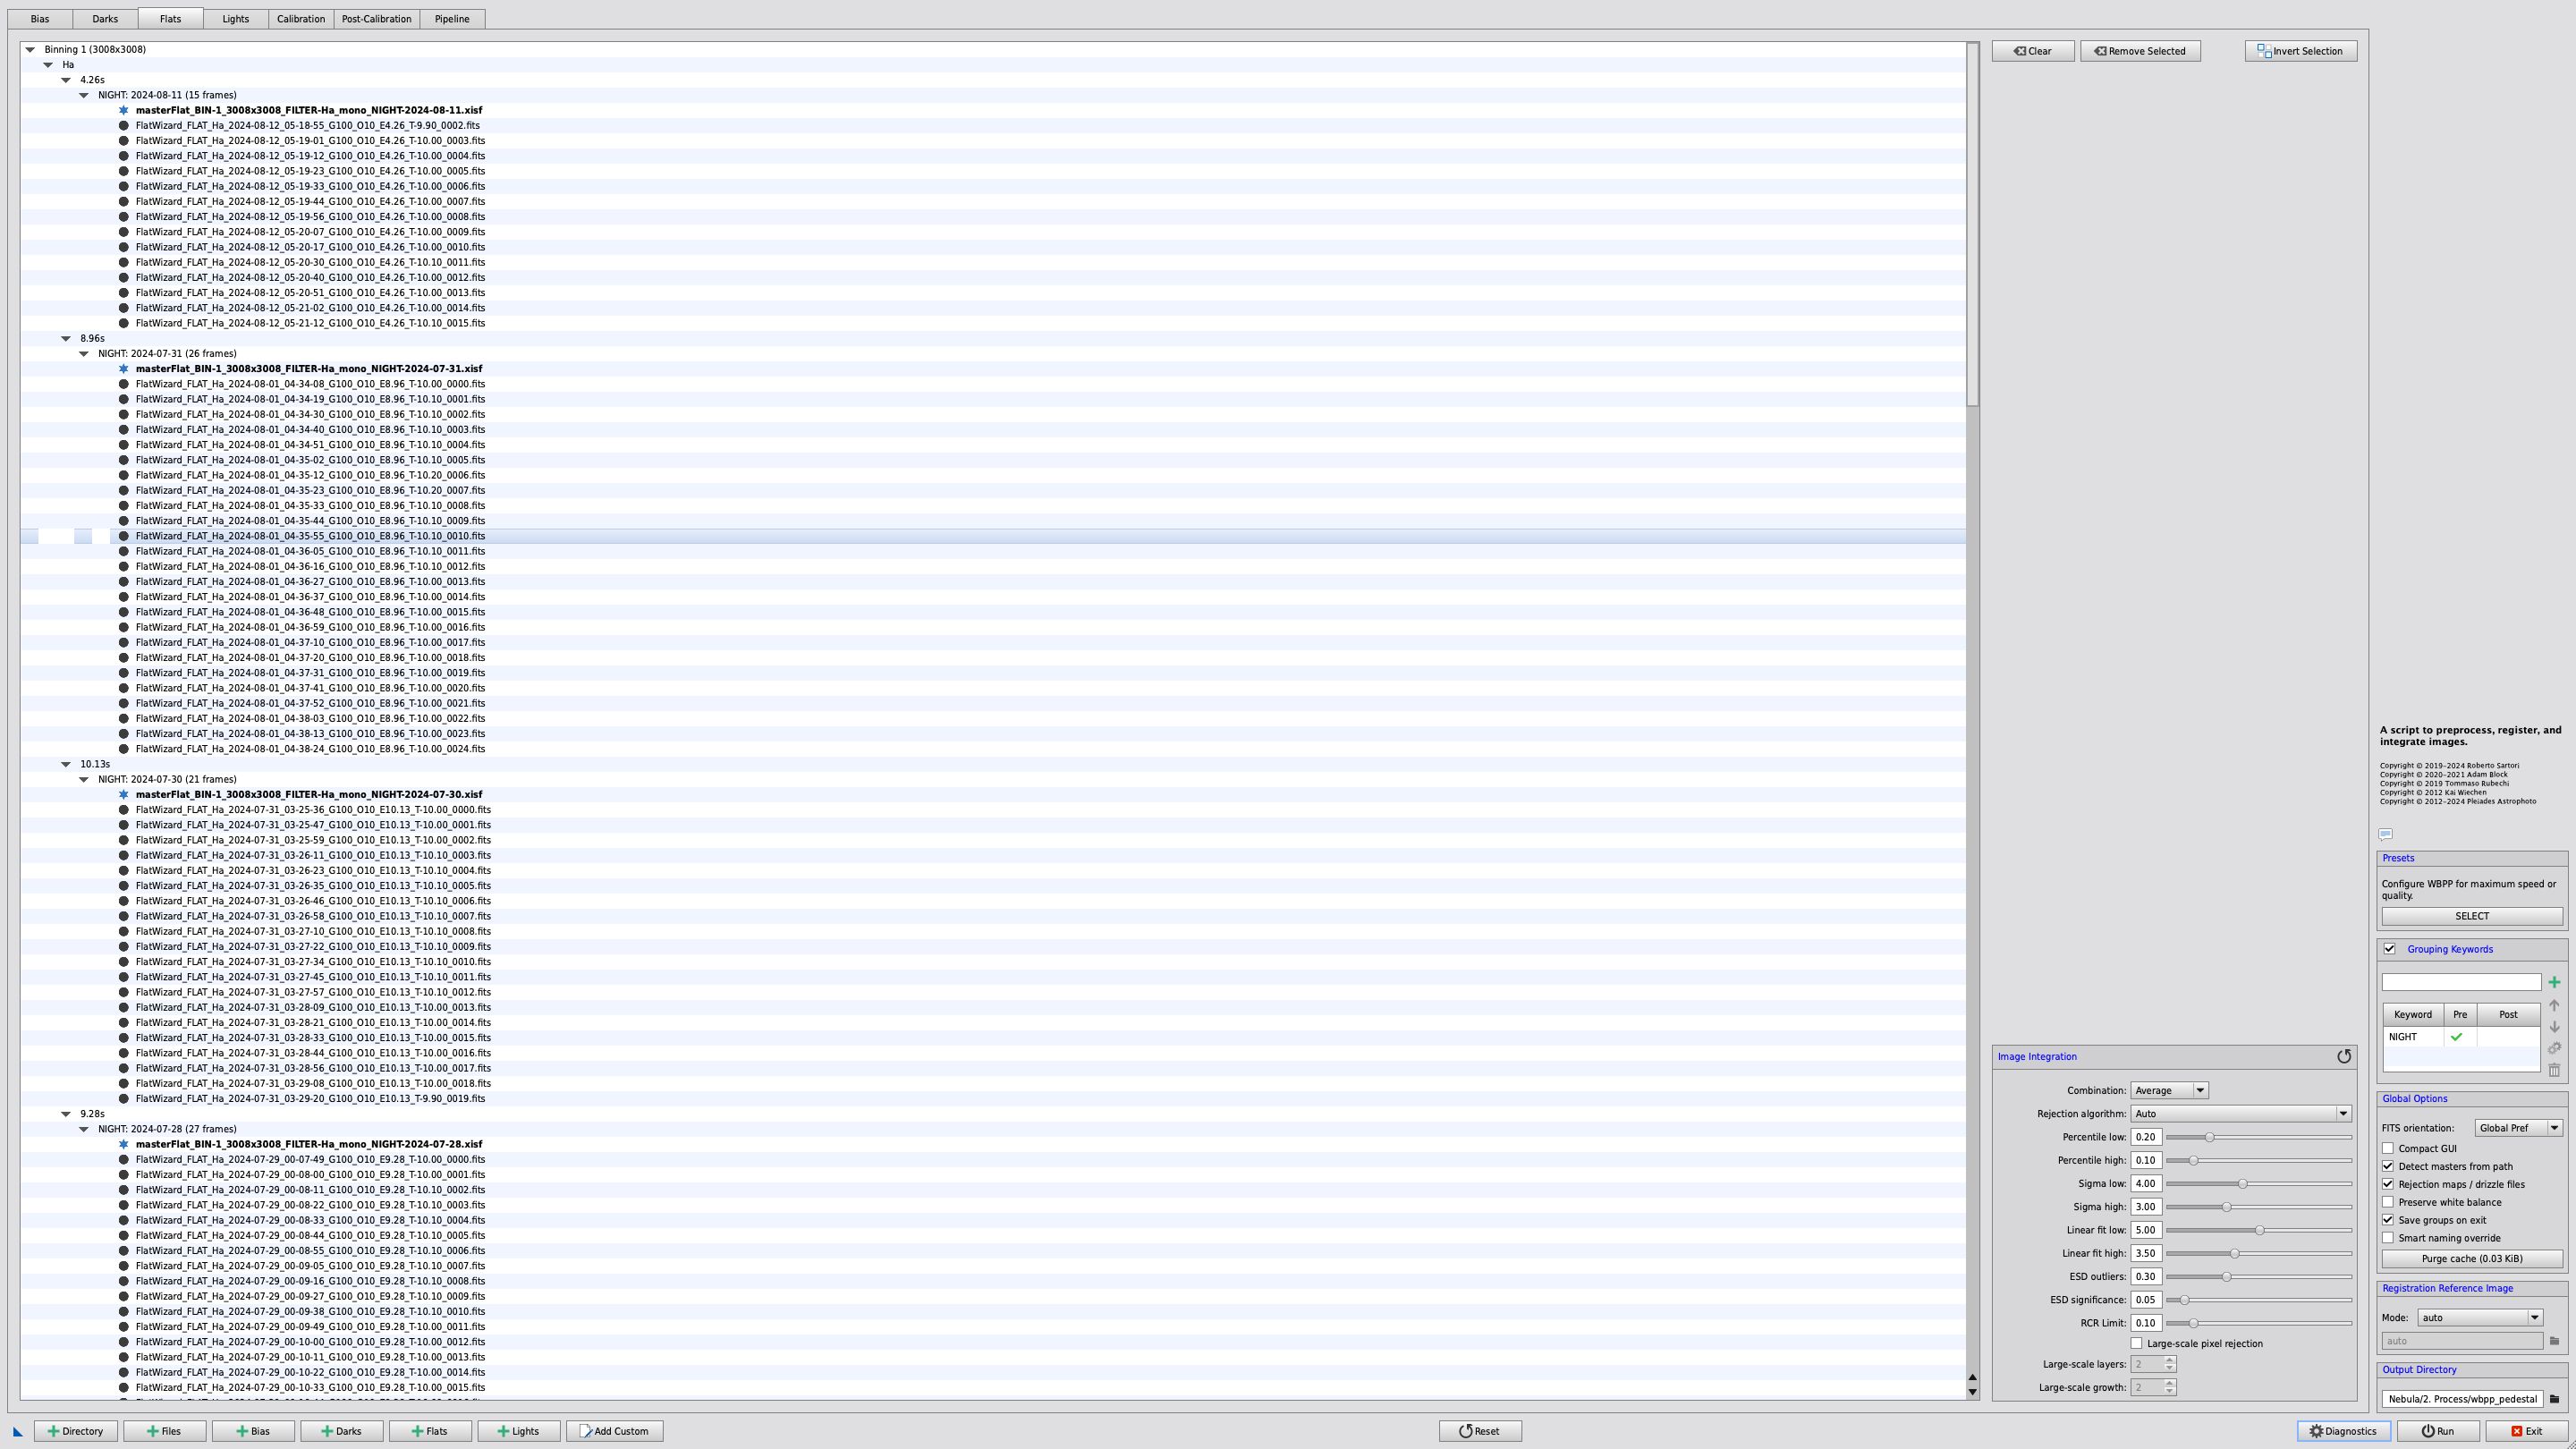 Bias Darks Flats Lights Calibration Post-Calibration Pipeline
Binning 1 (3008x3008)
Ha
4.26s
NIGHT: 2024-08-11 (15 frames)
masterFlat_BIN-1_3008x3008_FILTER-Ha_mono_NIGHT-2024-08-11.xisf
FlatWizard_FLAT_Ha_2024-08-12_05-18-55_G100_O10_E4.26_T-9.90_0002.fits
FlatWizard_FLAT_Ha_2024-08-12_05-19-01_G100_O10_E4.26_T-10.00_0003.fits
FlatWizard_FLAT_Ha_2024-08-12_05-19-12_G100_O10_E4.26_T-10.00_0004.fits
FlatWizard_FLAT_Ha_2024-08-12_05-19-23_G100_O10_E4.26_T-10.00_0005.fits
FlatWizard_FLAT_Ha_2024-08-12_05-19-33_G100_O10_E4.26_T-10.00_0006.fits
FlatWizard_FLAT_Ha_2024-08-12_05-19-44_G100_O10_E4.26_T-10.00_0007.fits
FlatWizard_FLAT_Ha_2024-08-12_05-19-56_G100_O10_E4.26_T-10.00_0008.fits
FlatWizard_FLAT_Ha_2024-08-12_05-20-07_G100_O10_E4.26_T-10.00_0009.fits
FlatWizard_FLAT_Ha_2024-08-12_05-20-17_G100_O10_E4.26_T-10.00_0010.fits
FlatWizard_FLAT_Ha_2024-08-12_05-20-30_G100_O10_E4.26_T-10.10_0011.fits
FlatWizard_FLAT_Ha_2024-08-12_05-20-40_G100_O10_E4.26_T-10.00_0012.fits
FlatWizard_FLAT_Ha_2024-08-12_05-20-51_G100_O10_E4.26_T-10.00_0013.fits
FlatWizard_FLAT_Ha_2024-08-12_05-21-02_G100_O10_E4.26_T-10.00_0014.fits
FlatWizard_FLAT_Ha_2024-08-12_05-21-12_G100_O10_E4.26_T-10.10_0015.fits
8.96s
NIGHT: 2024-07-31 (26 frames)
masterFlat_BIN-1_3008x3008_FILTER-Ha_mono_NIGHT-2024-07-31.xisf
FlatWizard_FLAT_Ha_2024-08-01_04-34-08_G100_O10_E8.96_T-10.00_0000.fits
FlatWizard_FLAT_Ha_2024-08-01_04-34-19_G100_O10_E8.96_T-10.10_0001.fits
FlatWizard_FLAT_Ha_2024-08-01_04-34-30_G100_O10_E8.96_T-10.10_0002.fits
FlatWizard_FLAT_Ha_2024-08-01_04-34-40_G100_O10_E8.96_T-10.10_0003.fits
FlatWizard_FLAT_Ha_2024-08-01_04-34-51_G100_O10_E8.96_T-10.10_0004.fits
FlatWizard_FLAT_Ha_2024-08-01_04-35-02_G100_O10_E8.96_T-10.10_0005.fits
FlatWizard_FLAT_Ha_2024-08-01_04-35-12_G100_O10_E8.96_T-10.20_0006.fits
FlatWizard_FLAT_Ha_2024-08-01_04-35-23_G100_O10_E8.96_T-10.20_0007.fits
FlatWizard_FLAT_Ha_2024-08-01_04-35-33_G100_O10_E8.96_T-10.10_0008.fits
FlatWizard_FLAT_Ha_2024-08-01_04-35-44_G100_O10_E8.96_T-10.10_0009.fits
FlatWizard_FLAT_Ha_2024-08-01_04-35-55_G100_O10_E8.96_T-10.10_0010.fits
FlatWizard_FLAT_Ha_2024-08-01_04-36-05_G100_O10_E8.96_T-10.10_0011.fits
FlatWizard_FLAT_Ha_2024-08-01_04-36-16_G100_O10_E8.96_T-10.10_0012.fits
FlatWizard_FLAT_Ha_2024-08-01_04-36-27_G100_O10_E8.96_T-10.00_0013.fits
FlatWizard_FLAT_Ha_2024-08-01_04-36-37_G100_O10_E8.96_T-10.00_0014.fits
FlatWizard_FLAT_Ha_2024-08-01_04-36-48_G100_O10_E8.96_T-10.00_0015.fits
FlatWizard_FLAT_Ha_2024-08-01_04-36-59_G100_O10_E8.96_T-10.00_0016.fits
FlatWizard_FLAT_Ha_2024-08-01_04-37-10_G100_O10_E8.96_T-10.00_0017.fits
FlatWizard_FLAT_Ha_2024-08-01_04-37-20_G100_O10_E8.96_T-10.00_0018.fits
FlatWizard_FLAT_Ha_2024-08-01_04-37-31_G100_O10_E8.96_T-10.00_0019.fits
FlatWizard_FLAT_Ha_2024-08-01_04-37-41_G100_O10_E8.96_T-10.00_0020.fits
FlatWizard_FLAT_Ha_2024-08-01_04-37-52_G100_O10_E8.96_T-10.00_0021.fits
FlatWizard_FLAT_Ha_2024-08-01_04-38-03_G100_O10_E8.96_T-10.00_0022.fits
FlatWizard_FLAT_Ha_2024-08-01_04-38-13_G100_O10_E8.96_T-10.00_0023.fits
FlatWizard_FLAT_Ha_2024-08-01_04-38-24_G100_O10_E8.96_T-10.00_0024.fits
10.13s
NIGHT: 2024-07-30 (21 frames)
masterFlat_BIN-1_3008x3008_FILTER-Ha_mono_NIGHT-2024-07-30.xisf
FlatWizard_FLAT_Ha_2024-07-31_03-25-36_G100_O10_E10.13_T-10.00_0000.fits
FlatWizard_FLAT_Ha_2024-07-31_03-25-47_G100_O10_E10.13_T-10.00_0001.fits
FlatWizard_FLAT_Ha_2024-07-31_03-25-59_G100_O10_E10.13_T-10.00_0002.fits
FlatWizard_FLAT_Ha_2024-07-31_03-26-11_G100_O10_E10.13_T-10.10_0003.fits
FlatWizard_FLAT_Ha_2024-07-31_03-26-23_G100_O10_E10.13_T-10.10_0004.fits
FlatWizard_FLAT_Ha_2024-07-31_03-26-35_G100_O10_E10.13_T-10.10_0005.fits
FlatWizard_FLAT_Ha_2024-07-31_03-26-46_G100_O10_E10.13_T-10.10_0006.fits
FlatWizard_FLAT_Ha_2024-07-31_03-26-58_G100_O10_E10.13_T-10.10_0007.fits
FlatWizard_FLAT_Ha_2024-07-31_03-27-10_G100_O10_E10.13_T-10.10_0008.fits
FlatWizard_FLAT_Ha_2024-07-31_03-27-22_G100_O10_E10.13_T-10.10_0009.fits
FlatWizard_FLAT_Ha_2024-07-31_03-27-34_G100_O10_E10.13_T-10.10_0010.fits
FlatWizard_FLAT_Ha_2024-07-31_03-27-45_G100_O10_E10.13_T-10.10_0011.fits
FlatWizard_FLAT_Ha_2024-07-31_03-27-57_G100_O10_E10.13_T-10.10_0012.fits
FlatWizard_FLAT_Ha_2024-07-31_03-28-09_G100_O10_E10.13_T-10.00_0013.fits
FlatWizard_FLAT_Ha_2024-07-31_03-28-21_G100_O10_E10.13_T-10.00_0014.fits
FlatWizard_FLAT_Ha_2024-07-31_03-28-33_G100_O10_E10.13_T-10.00_0015.fits
FlatWizard_FLAT_Ha_2024-07-31_03-28-44_G100_O10_E10.13_T-10.00_0016.fits
FlatWizard_FLAT_Ha_2024-07-31_03-28-56_G100_O10_E10.13_T-10.00_0017.fits
FlatWizard_FLAT_Ha_2024-07-31_03-29-08_G100_O10_E10.13_T-10.00_0018.fits
FlatWizard_FLAT_Ha_2024-07-31_03-29-20_G100_O10_E10.13_T-9.90_0019.fits
9.28s
NIGHT: 2024-07-28 (27 frames)
masterFlat_BIN-1_3008x3008_FILTER-Ha_mono_NIGHT-2024-07-28.xisf
FlatWizard_FLAT_Ha_2024-07-29_00-07-49_G100_O10_E9.28_T-10.00_0000.fits
FlatWizard_FLAT_Ha_2024-07-29_00-08-00_G100_O10_E9.28_T-10.10_0001.fits
FlatWizard_FLAT_Ha_2024-07-29_00-08-11_G100_O10_E9.28_T-10.10_0002.fits
FlatWizard_FLAT_Ha_2024-07-29_00-08-22_G100_O10_E9.28_T-10.10_0003.fits
FlatWizard_FLAT_Ha_2024-07-29_00-08-33_G100_O10_E9.28_T-10.10_0004.fits
FlatWizard_FLAT_Ha_2024-07-29_00-08-44_G100_O10_E9.28_T-10.10_0005.fits
FlatWizard_FLAT_Ha_2024-07-29_00-08-55_G100_O10_E9.28_T-10.10_0006.fits
FlatWizard_FLAT_Ha_2024-07-29_00-09-05_G100_O10_E9.28_T-10.10_0007.fits
FlatWizard_FLAT_Ha_2024-07-29_00-09-16_G100_O10_E9.28_T-10.10_0008.fits
FlatWizard_FLAT_Ha_2024-07-29_00-09-27_G100_O10_E9.28_T-10.10_0009.fits
FlatWizard_FLAT_Ha_2024-07-29_00-09-38_G100_O10_E9.28_T-10.10_0010.fits
FlatWizard_FLAT_Ha_2024-07-29_00-09-49_G100_O10_E9.28_T-10.00_0011.fits
FlatWizard_FLAT_Ha_2024-07-29_00-10-00_G100_O10_E9.28_T-10.00_0012.fits
FlatWizard_FLAT_Ha_2024-07-29_00-10-11_G100_O10_E9.28_T-10.00_0013.fits
FlatWizard_FLAT_Ha_2024-07-29_00-10-22_G100_O10_E9.28_T-10.00_0014.fits
FlatWizard_FLAT_Ha_2024-07-29_00-10-33_G100_O10_E9.28_T-10.00_0015.fits
Clear Remove Selected Invert Selection
Image Integration
Combination: Average
Rejection algorithm: Auto
Percentile low: 0.20
Percentile high: 0.10
Sigma low: 4.00
Sigma high: 3.00
Linear fit low: 5.00
Linear fit high: 3.50
ESD outliers: 0.30
ESD significance: 0.05
RCR Limit: 0.10
Large-scale pixel rejection
Large-scale layers: 2
Large-scale growth: 2
A script to preprocess, register, and
integrate images.
Copyright © 2019-2024 Roberto Sartori
Copyright © 2020-2021 Adam Block
Copyright © 2019 Tommaso Rubechi
Copyright © 2012 Kai Wiechen
Copyright © 2012-2024 Pleiades Astrophoto
Presets
Configure WBPP for maximum speed or
quality.
SELECT
Grouping Keywords
Keyword Pre Post
NIGHT
Global Options
FITS orientation: Global Pref
Compact GUI
Detect masters from path
Rejection maps / drizzle files
Preserve white balance
Save groups on exit
Smart naming override
Purge cache (0.03 KiB)
Registration Reference Image
Mode: auto
auto
Output Directory
Nebula/2. Process/wbpp_pedestal
Directory Files Bias Darks Flats Lights Add Custom Reset Diagnostics Run Exit